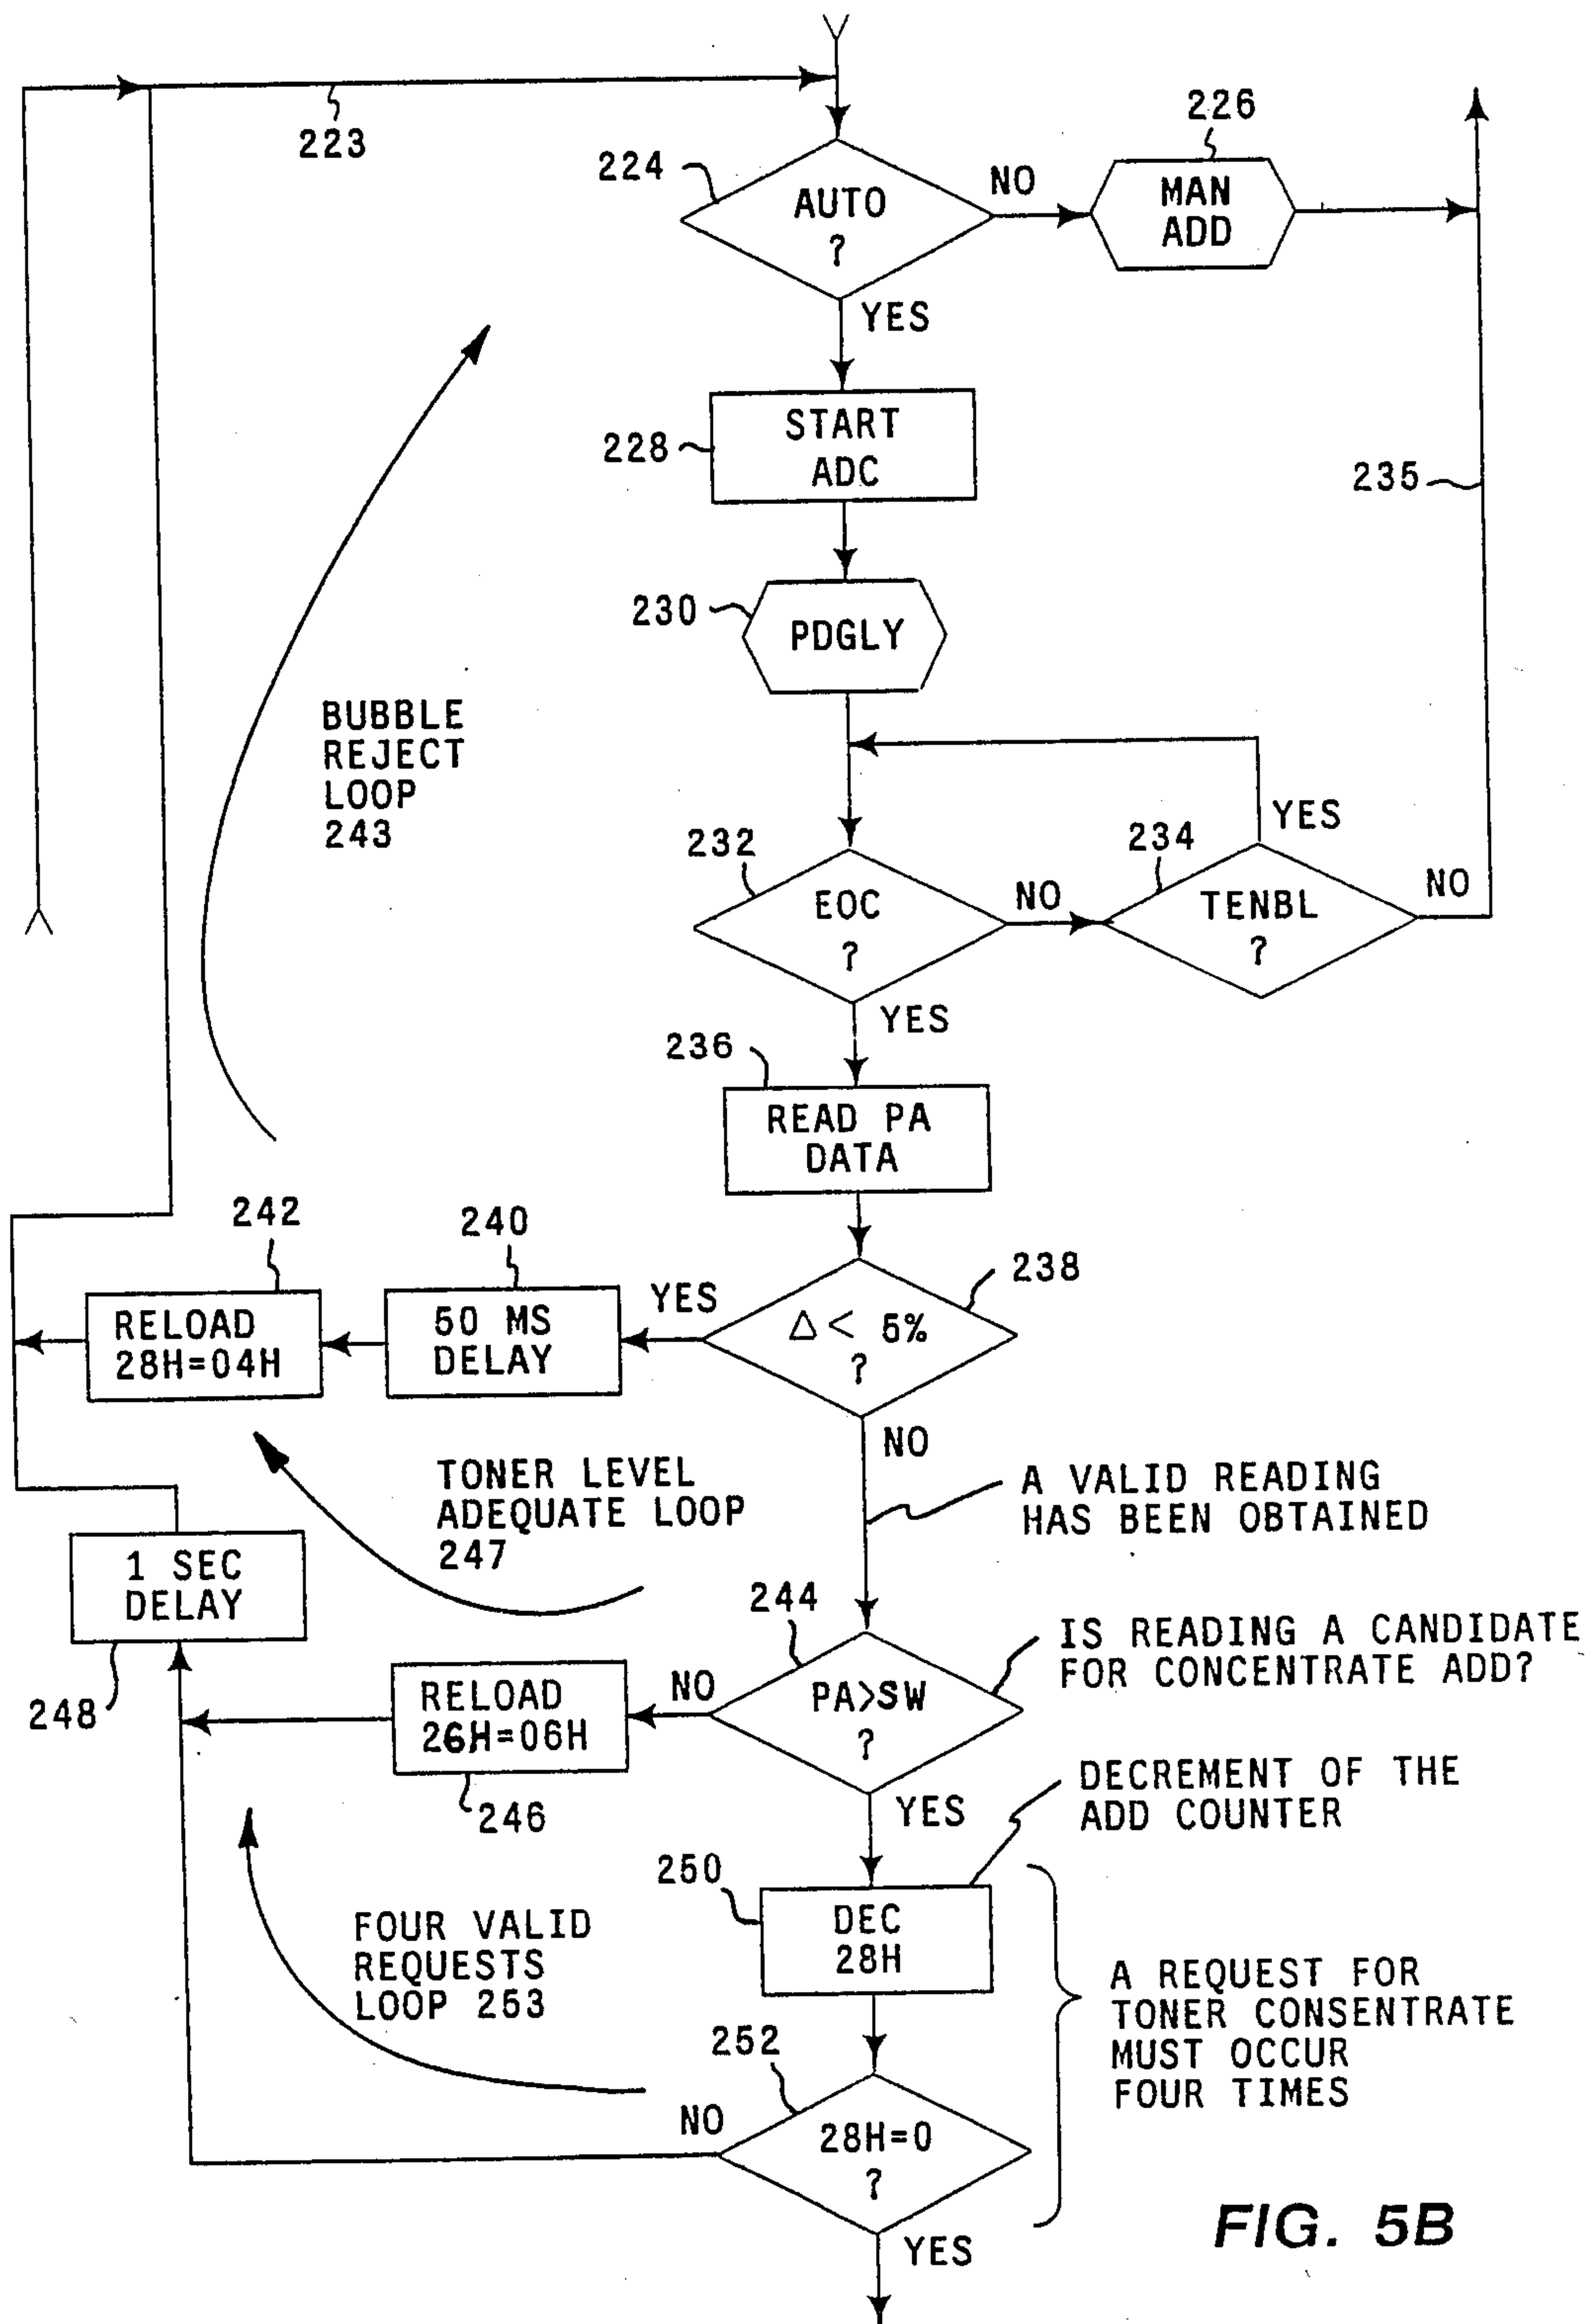 223
224
AUTO
?
NO
226
MAN
ADD
YES
228
START
ADC
235
230
PDGLY
BUBBLE
REJECT
LOOP
243
232
EOC
?
NO
234
TENBL
?
YES
NO
YES
236
READ PA
DATA
242
240
238
RELOAD
28H=04H
50 MS
DELAY
YES
Δ < 5%
?
NO
TONER LEVEL
ADEQUATE LOOP
247
A VALID READING
HAS BEEN OBTAINED
1 SEC
DELAY
248
244
IS READING A CANDIDATE
FOR CONCENTRATE ADD?
RELOAD
26H=06H
NO
PA>SW
?
246
YES
DECREMENT OF THE
ADD COUNTER
250
DEC
28H
FOUR VALID
REQUESTS
LOOP 253
A REQUEST FOR
TONER CONSENTRATE
MUST OCCUR
FOUR TIMES
252
NO
28H=0
?
YES
FIG. 5B